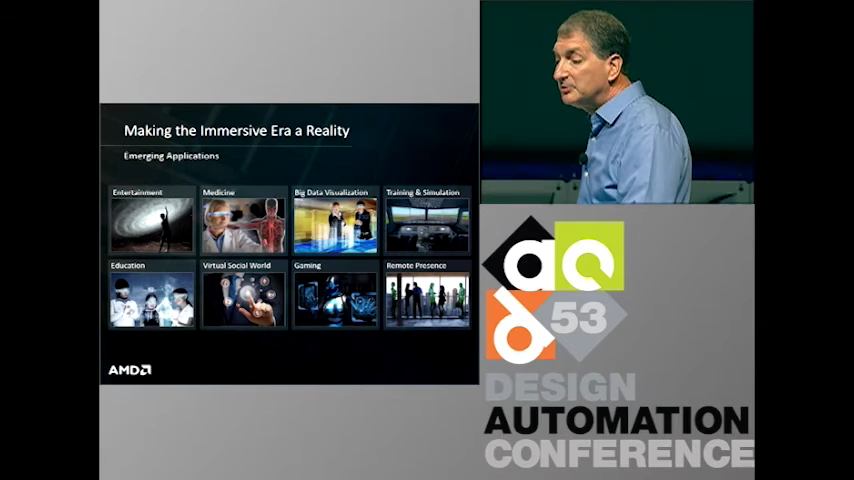 Making the Immersive Era a Reality
Emerging Applications
Entertainment
Medicine
Big Data Visualization
Training & Simulation
Education
Virtual Social World
Gaming
Remote Presence
AMD
dac
53
DESIGN
AUTOMATION
CONFERENCE